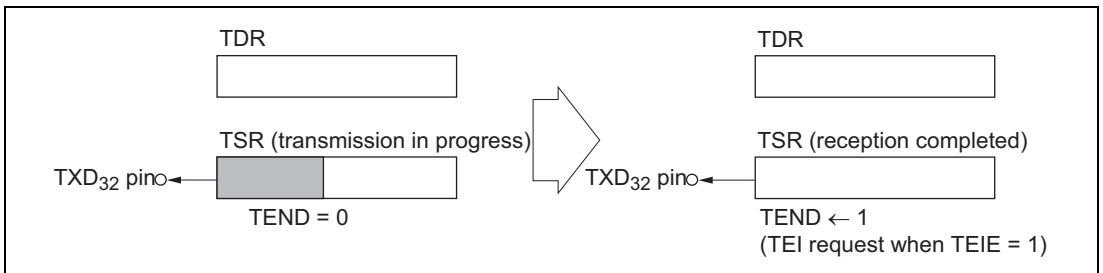 TDR
TSR (transmission in progress)
TXD32 pin
TEND = 0
TDR
TSR (reception completed)
TXD32 pin
TEND ← 1
(TEI request when TEIE = 1)